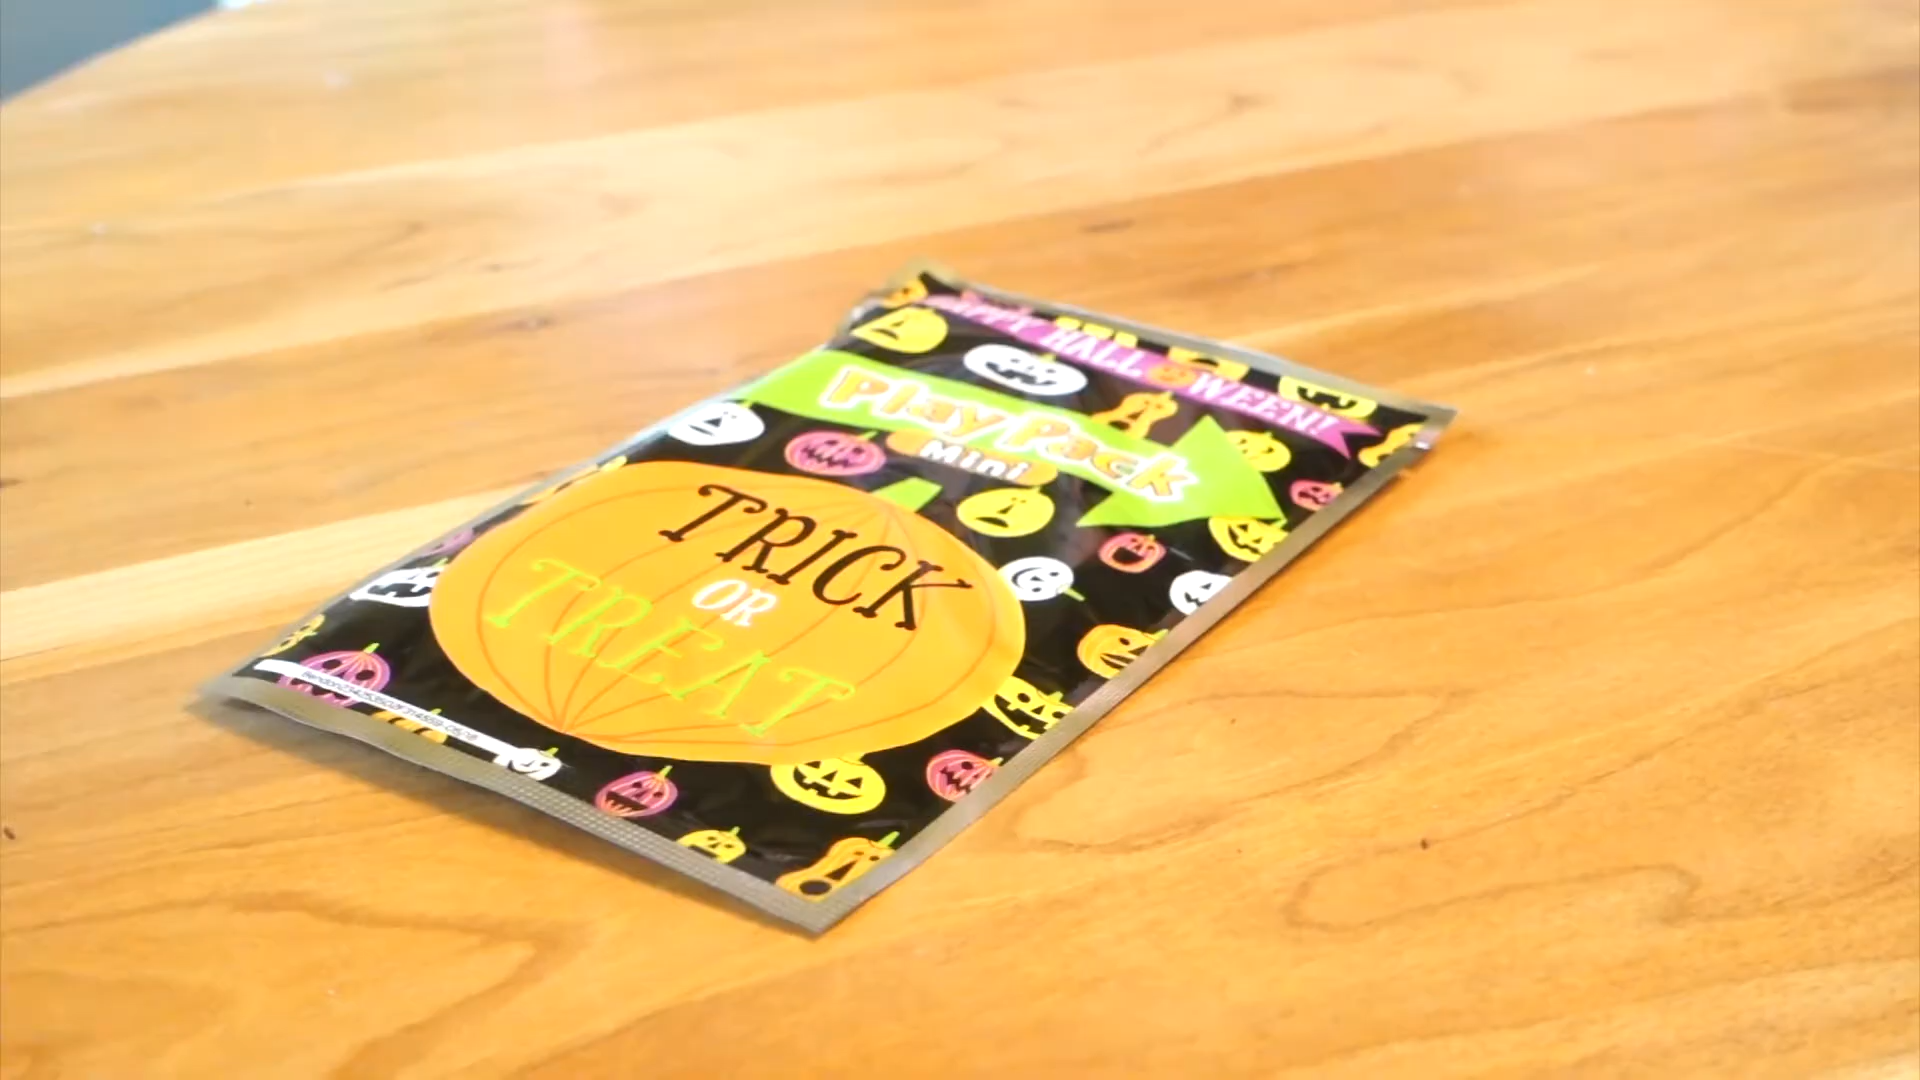 HAPPY HALLOWEEN!
Play Pack
Mini
TRICK
OR
TREAT